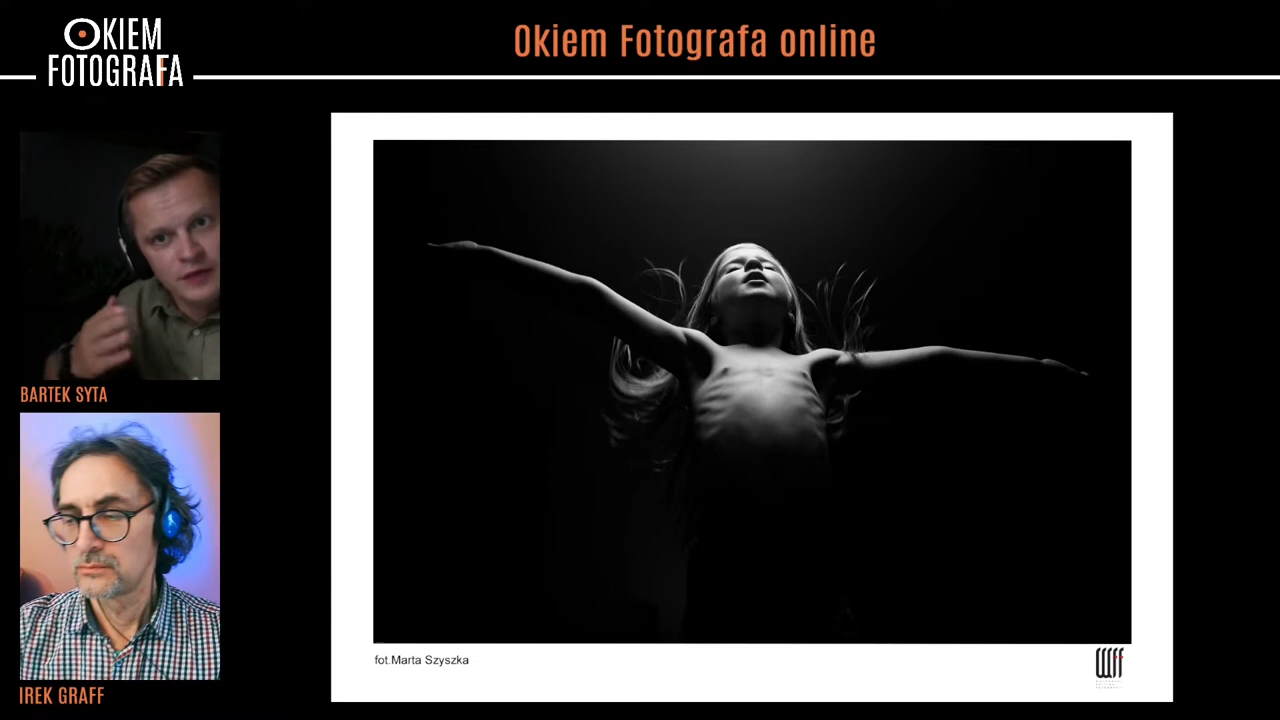 OKIEM
FOTOGRAFA
Okiem Fotografa online
BARTEK SYTA
IREK GRAFF
fot.Marta Szyszka